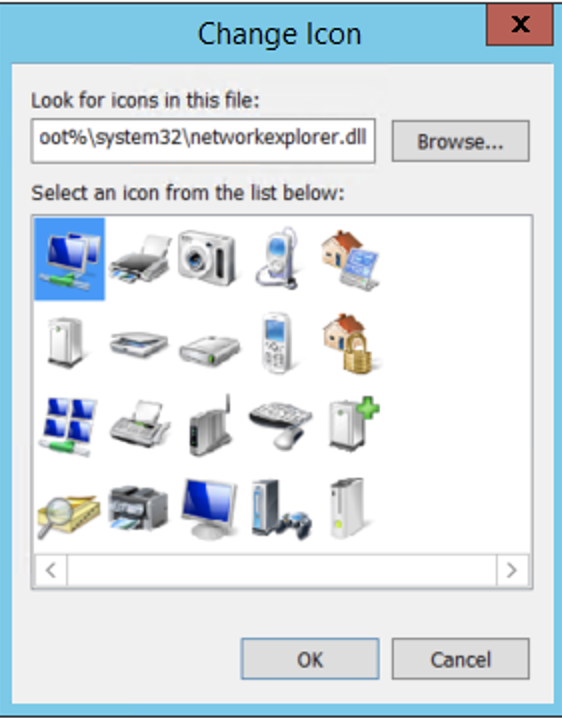 Change Icon
X
Look for icons in this file:
oot%\system32\networkexplorer.dll
Browse...
Select an icon from the list below:
OK
Cancel